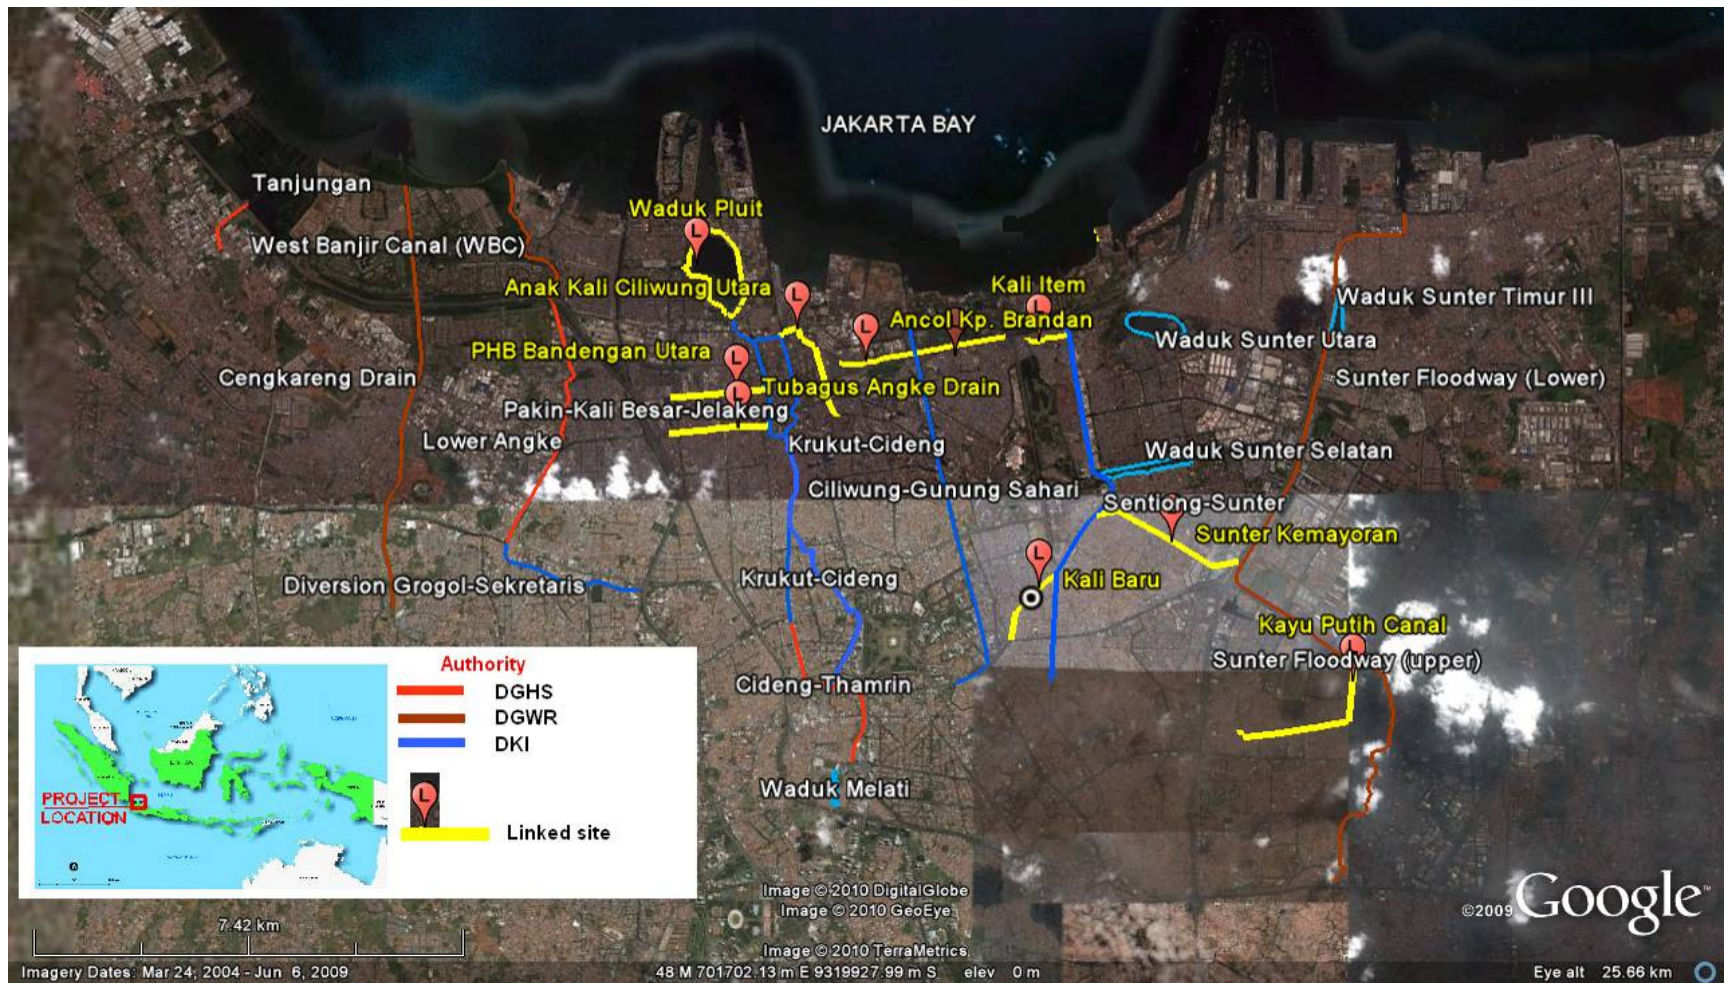 JAKARTA BAY
Tanjungan
Waduk Pluit
West Banjir Canal (WBC)
Anak Kali Ciliwung Utara
Kali Item
Waduk Sunter Timur III
Ancol Kp. Brandan
Waduk Sunter Utara
PHB Bandengan Utara
Cengkareng Drain
Tubagus Angke Drain
Sunter Floodway (Lower)
Pakin-Kali Besar-Jelakeng
Lower Angke
Krukut-Cideng
Waduk Sunter Selatan
Ciliwung-Gunung Sahari
Sentiong-Sunter
Sunter Kemayoran
Diversion Grogol-Sekretaris
Krukut-Cideng
Kali Baru
Kayu Putih Canal
Sunter Floodway (upper)
Cideng-Thamrin
Waduk Melati
L
L
L
L
L
L
L
Authority
DGHS
DGWR
DKI
L
Linked site
PROJECT
LOCATION
Image © 2010 DigitalGlobe
Image © 2010 GeoEye
Image © 2010 TerraMetrics
©2009 Google™
7.42 km
Imagery Dates: Mar 24, 2004 - Jun 6, 2009
48 M 701702.13 m E 9319927.99 m S elev 0 m
Eye alt 25.66 km